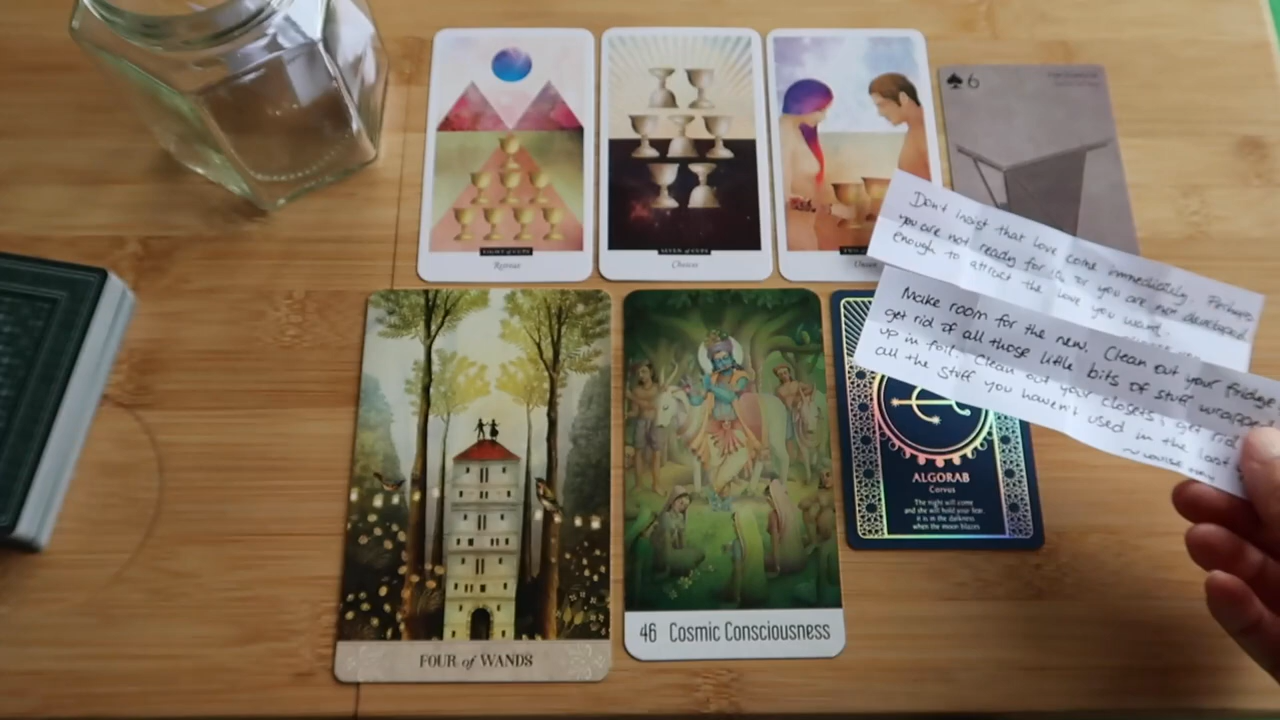 EIGHT of CUPS
SEVEN of CUPS
Choices
6
Don't insist that love come immediately. Perhaps
you are not ready for it or you are not developed
enough to attract the love you want.
Make room for the new. Clean out your fridge,
get rid of all those little bits of stuff wrapped
up in foil. Clean out your closets, get rid
all the stuff you haven't used in the last
FOUR of WANDS
46 Cosmic Consciousness
ALGORAB
Corvus
The night will come
and she will hold your fear,
it is in the darkness
when the moon blazes